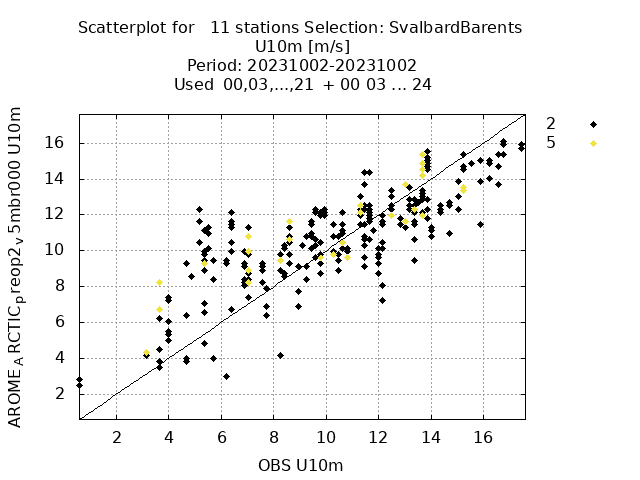 Scatterplot for   11 stations Selection: SvalbardBarents
U10m [m/s]
Period: 20231002-20231002
Used  00,03,...,21  + 00 03 ... 24
2
5
AROME_ARCTIC_preop2_v5mbr000 U10m
16
14
12
10
8
6
4
2
2 4 6 8 10 12 14 16
OBS U10m